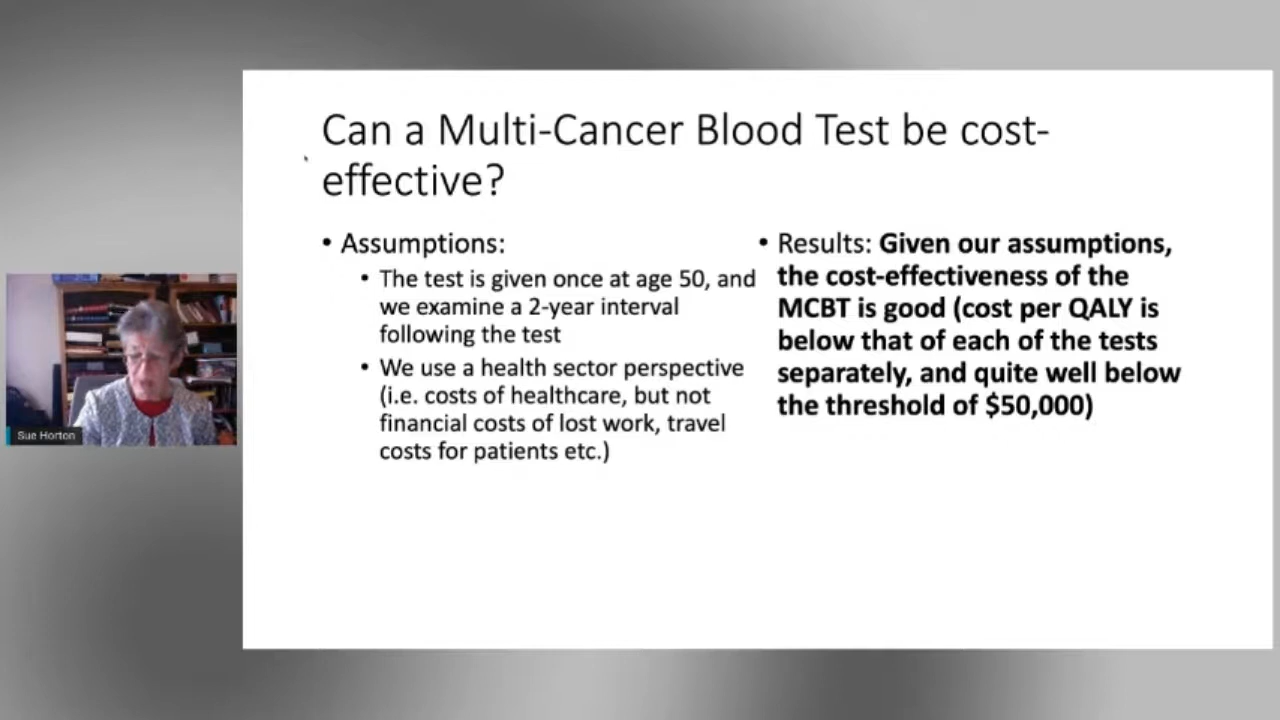 Can a Multi-Cancer Blood Test be cost-
effective?
• Assumptions:
• The test is given once at age 50, and
we examine a 2-year interval
following the test
• We use a health sector perspective
(i.e. costs of healthcare, but not
financial costs of lost work, travel
costs for patients etc.)
• Results: Given our assumptions,
the cost-effectiveness of the
MCBT is good (cost per QALY is
below that of each of the tests
separately, and quite well below
the threshold of $50,000)
Sue Horton